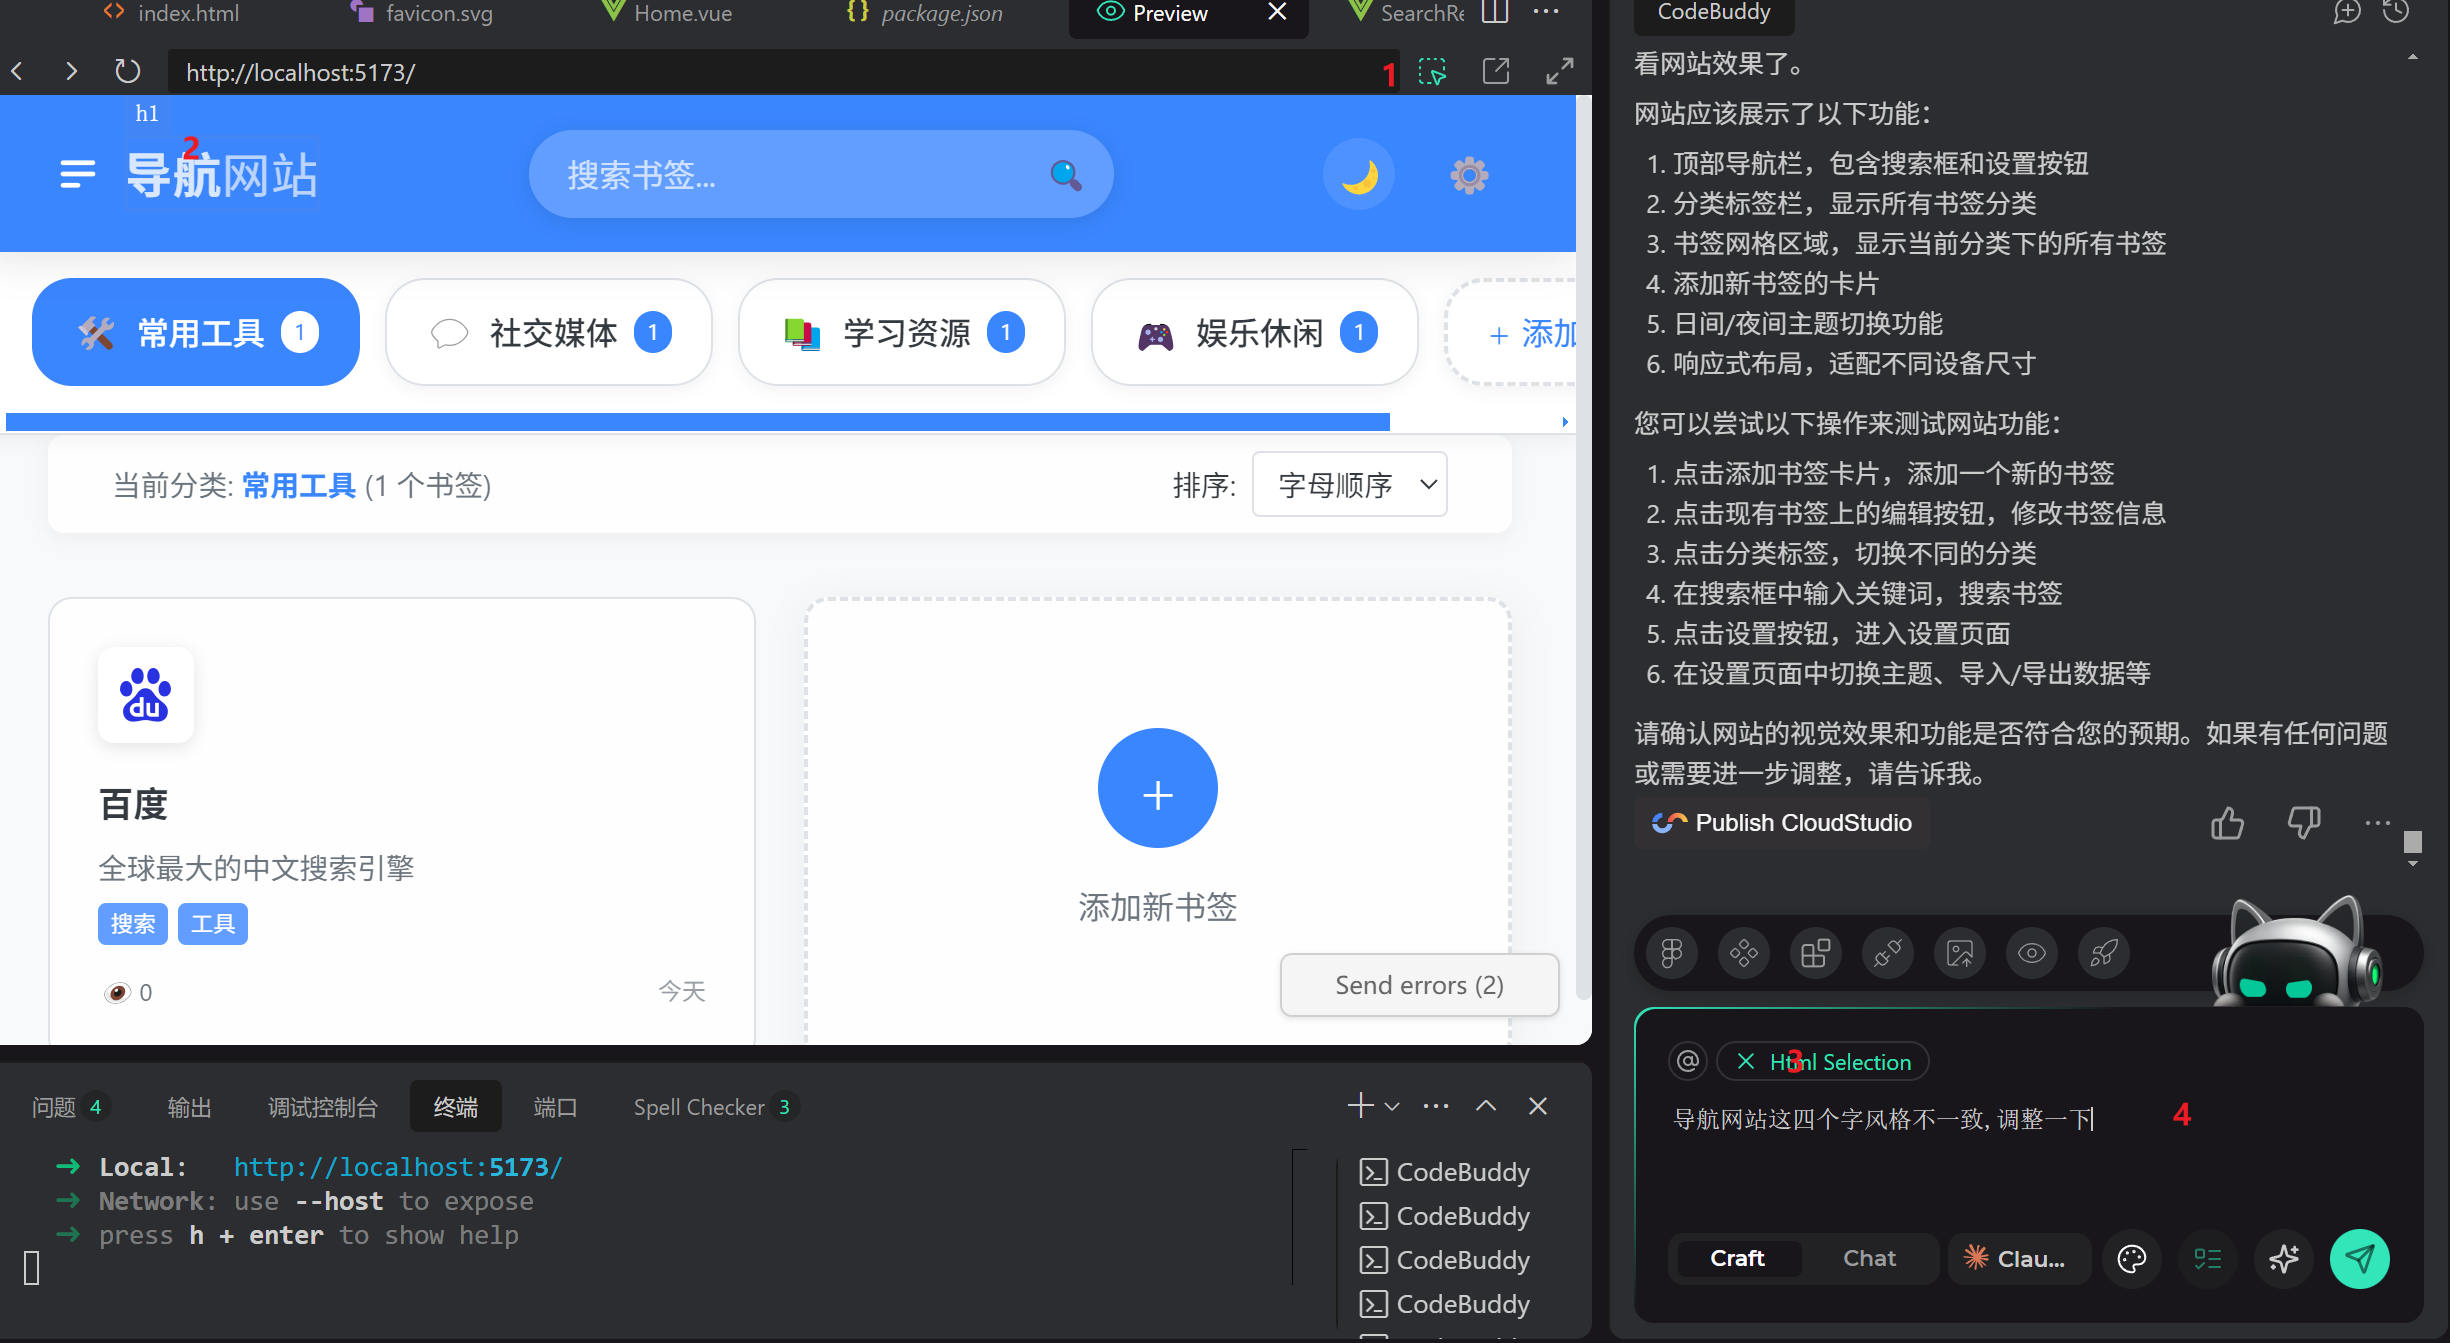 index.html
favicon.svg
Home.vue
package.json
Preview
SearchRe
http://localhost:5173/
1
h1
2
导航网站
搜索书签...
常用工具 1
社交媒体 1
学习资源 1
娱乐休闲 1
+ 添加
当前分类: 常用工具 (1 个书签)
排序: 字母顺序
du
百度
全球最大的中文搜索引擎
搜索 工具
0
今天
添加新书签
Send errors (2)
问题 4
输出
调试控制台
终端
端口
Spell Checker 3
➜ Local: http://localhost:5173/
➜ Network: use --host to expose
➜ press h + enter to show help
CodeBuddy
CodeBuddy
CodeBuddy
CodeBuddy
CodeBuddy
看网站效果了。
网站应该展示了以下功能：
1. 顶部导航栏，包含搜索框和设置按钮
2. 分类标签栏，显示所有书签分类
3. 书签网格区域，显示当前分类下的所有书签
4. 添加新书签的卡片
5. 日间/夜间主题切换功能
6. 响应式布局，适配不同设备尺寸
您可以尝试以下操作来测试网站功能：
1. 点击添加书签卡片，添加一个新的书签
2. 点击现有书签上的编辑按钮，修改书签信息
3. 点击分类标签，切换不同的分类
4. 在搜索框中输入关键词，搜索书签
5. 点击设置按钮，进入设置页面
6. 在设置页面中切换主题、导入/导出数据等
请确认网站的视觉效果和功能是否符合您的预期。如果有任何问题
或需要进一步调整，请告诉我。
Publish CloudStudio
@
Html Selection
3
导航网站这四个字风格不一致,调整一下
4
Craft
Chat
Clau...